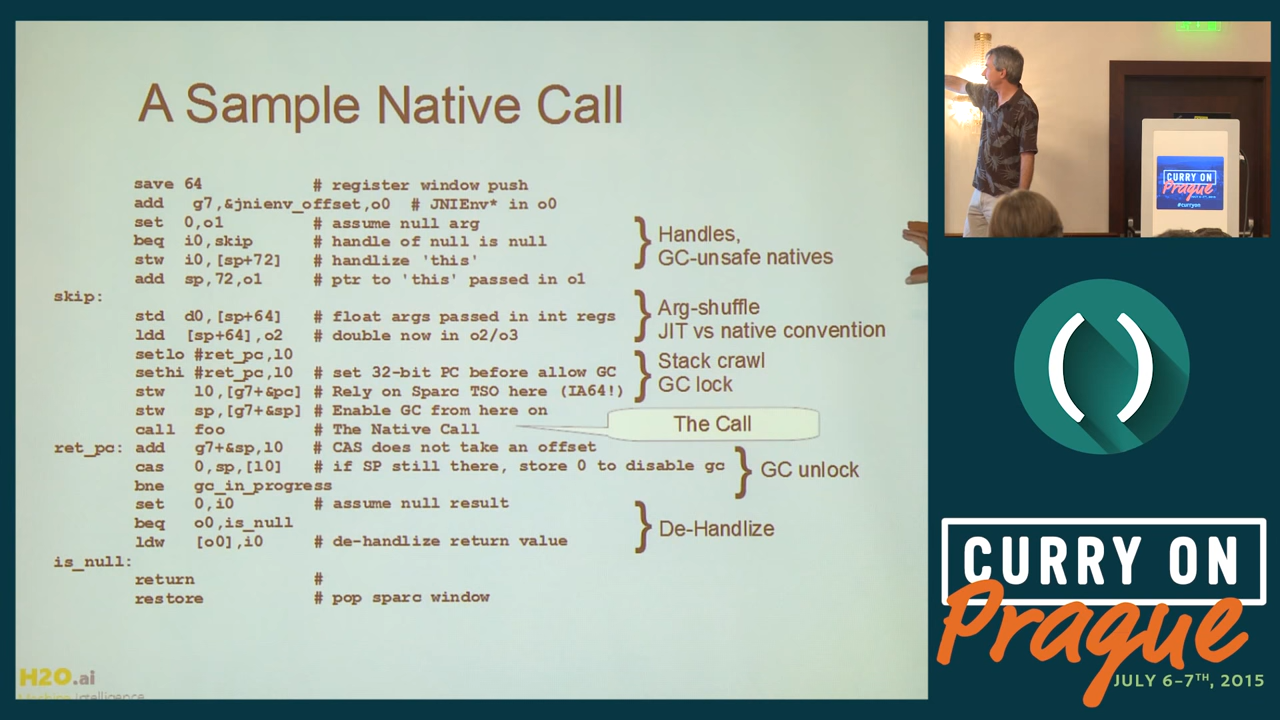 A Sample Native Call
save 64 # register window push
add g7,&jnienv_offset,o0 # JNIEnv* in o0
set 0,o1 # assume null arg
beq i0,skip # handle of null is null
stw i0,[sp+72] # handlize 'this'
add sp,72,o1 # ptr to 'this' passed in o1
skip:
std d0,[sp+64] # float args passed in int regs
ldd [sp+64],o2 # double now in o2/o3
setlo #ret_pc,l0
sethi #ret_pc,l0 # set 32-bit PC before allow GC
stw l0,[g7+&pc] # Rely on Sparc TSO here (IA64!)
stw sp,[g7+&sp] # Enable GC from here on
call foo # The Native Call
ret_pc: add g7+&sp,l0 # CAS does not take an offset
cas 0,sp,[l0] # if SP still there, store 0 to disable gc
bne gc_in_progress
set 0,i0 # assume null result
beq o0,is_null
ldw [o0],i0 # de-handlize return value
is_null:
return #
restore # pop sparc window
Handles,
GC-unsafe natives
Arg-shuffle
JIT vs native convention
Stack crawl
GC lock
The Call
GC unlock
De-Handlize
H2O.ai
Machine Intelligence
CURRY ON
Prague
#curryon
CURRY ON
Prague
JULY 6-7TH, 2015